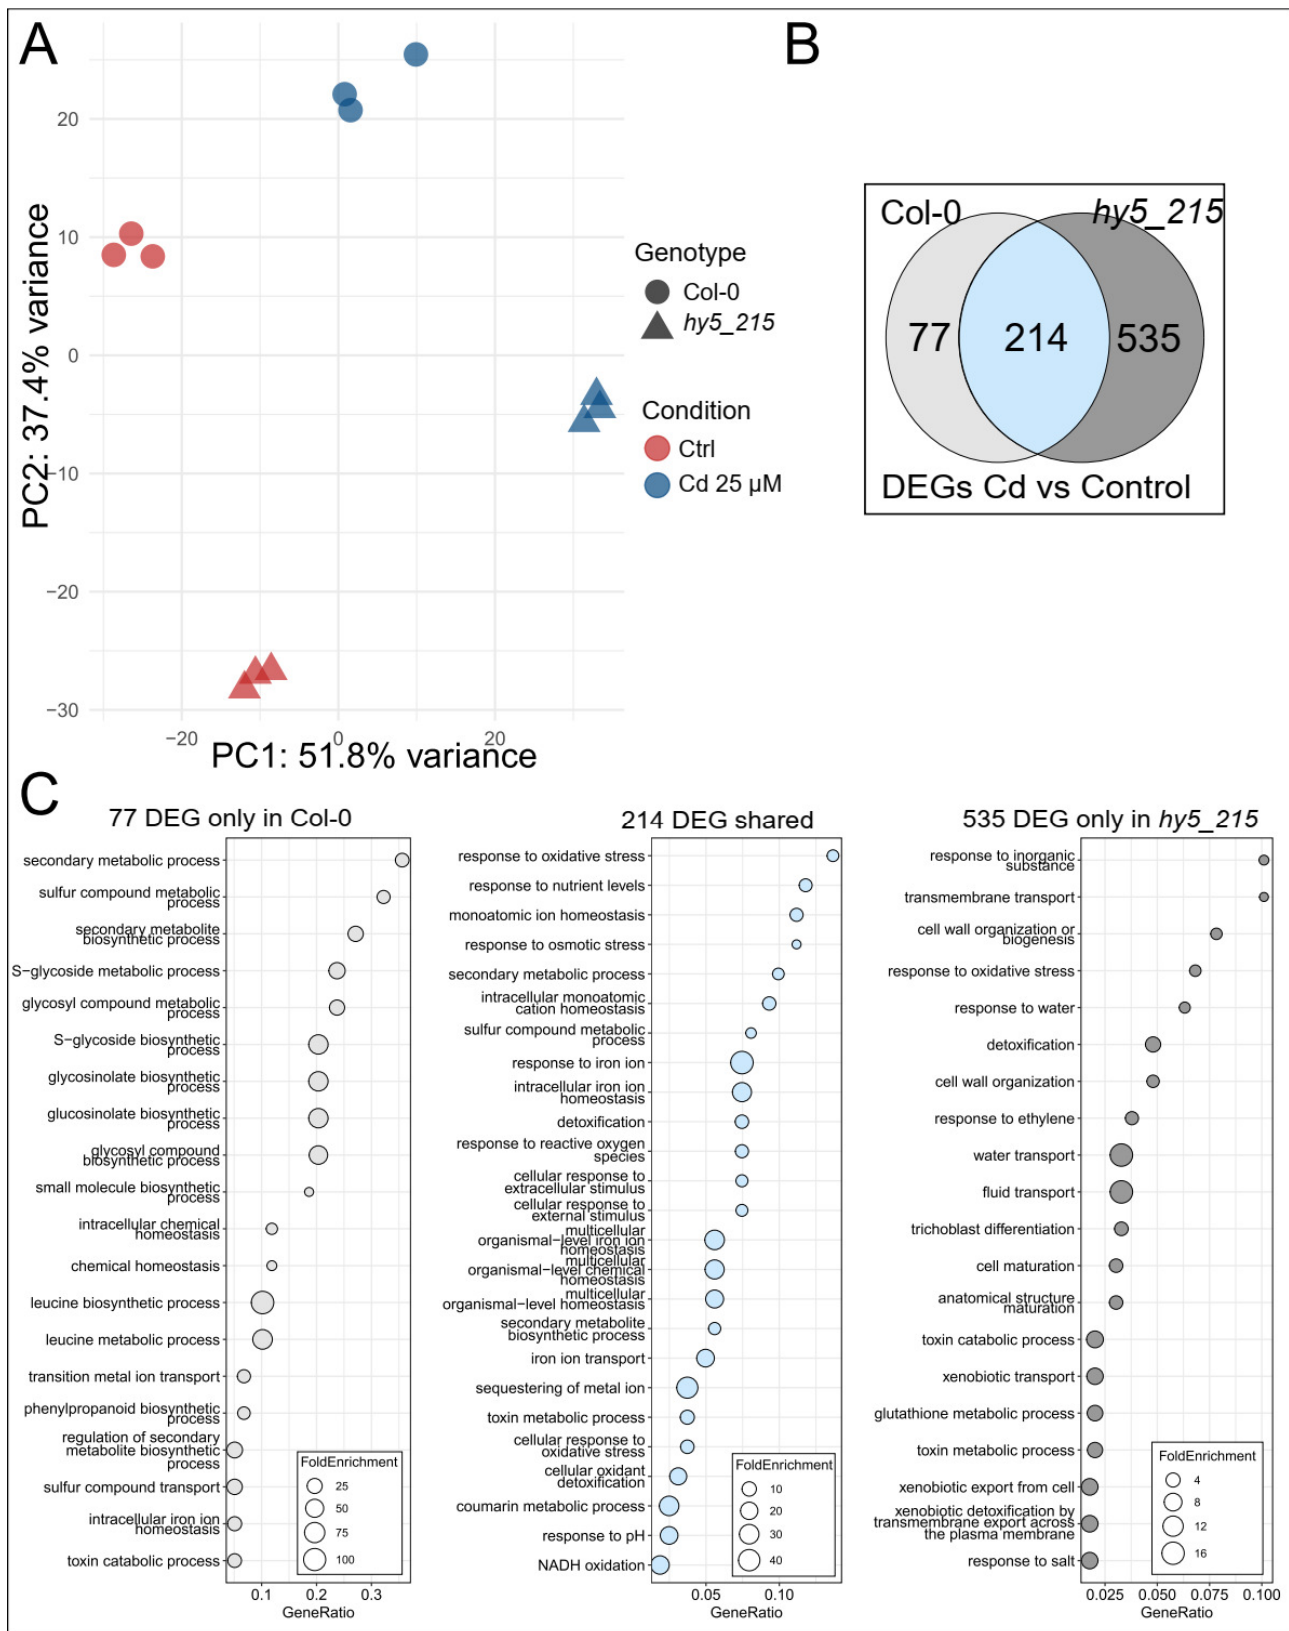 A
B
PC2: 37.4% variance
20
10
0
−10
−20
−30
−20
0
20
PC1: 51.8% variance
Genotype
Col-0
hy5_215
Condition
Ctrl
Cd 25 µM
Col-0
hy5_215
77
214
535
DEGs Cd vs Control
C
77 DEG only in Col-0
secondary metabolic process
sulfur compound metabolic
process
secondary metabolite
biosynthetic process
S−glycoside metabolic process
glycosyl compound metabolic
process
S−glycoside biosynthetic
process
glycosinolate biosynthetic
process
glucosinolate biosynthetic
process
glycosyl compound
biosynthetic process
small molecule biosynthetic
process
intracellular chemical
homeostasis
chemical homeostasis
leucine biosynthetic process
leucine metabolic process
transition metal ion transport
phenylpropanoid biosynthetic
process
regulation of secondary
metabolite biosynthetic
process
sulfur compound transport
intracellular iron ion
homeostasis
toxin catabolic process
FoldEnrichment
25
50
75
100
0.1
0.2
0.3
GeneRatio
214 DEG shared
response to oxidative stress
response to nutrient levels
monoatomic ion homeostasis
response to osmotic stress
secondary metabolic process
intracellular monoatomic
cation homeostasis
sulfur compound metabolic
process
response to iron ion
intracellular iron ion
homeostasis
detoxification
response to reactive oxygen
species
cellular response to
extracellular stimulus
cellular response to
external stimulus
multicellular
organismal−level iron ion
homeostasis
multicellular
organismal−level chemical
homeostasis
multicellular
organismal−level homeostasis
secondary metabolite
biosynthetic process
iron ion transport
sequestering of metal ion
toxin metabolic process
cellular response to
oxidative stress
cellular oxidant
detoxification
coumarin metabolic process
response to pH
NADH oxidation
FoldEnrichment
10
20
30
40
0.05
0.10
GeneRatio
535 DEG only in hy5_215
response to inorganic
substance
transmembrane transport
cell wall organization or
biogenesis
response to oxidative stress
response to water
detoxification
cell wall organization
response to ethylene
water transport
fluid transport
trichoblast differentiation
cell maturation
anatomical structure
maturation
toxin catabolic process
xenobiotic transport
glutathione metabolic process
toxin metabolic process
xenobiotic export from cell
xenobiotic detoxification by
transmembrane export across
the plasma membrane
response to salt
FoldEnrichment
4
8
12
16
0.025
0.050
0.075
0.100
GeneRatio